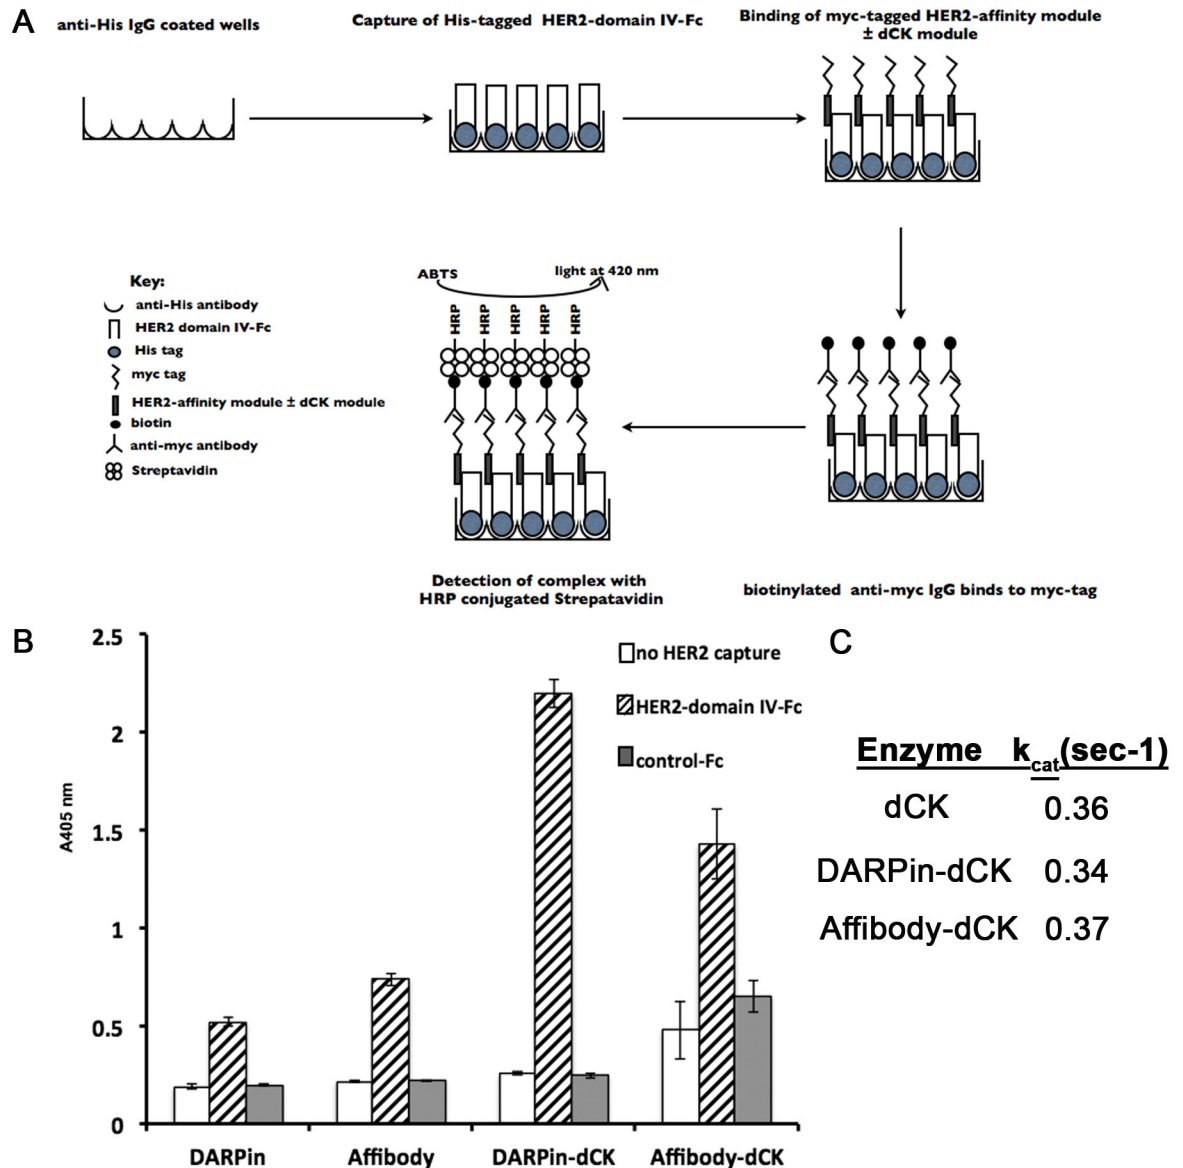 A
anti-His IgG coated wells
Capture of His-tagged HER2-domain IV-Fc
Binding of myc-tagged HER2-affinity module
± dCK module
Key:
anti-His antibody
HER2 domain IV-Fc
His tag
myc tag
HER2-affinity module ± dCK module
biotin
anti-myc antibody
Streptavidin
ABTS
light at 420 nm
HRP
HRP
HRP
HRP
HRP
Detection of complex with
HRP conjugated Strepatavidin
biotinylated anti-myc IgG binds to myc-tag
B
2.5
2
1.5
1
0.5
0
A405 nm
no HER2 capture
HER2-domain IV-Fc
control-Fc
DARPin
Affibody
DARPin-dCK
Affibody-dCK
C
Enzyme kcat(sec-1)
dCK 0.36
DARPin-dCK 0.34
Affibody-dCK 0.37